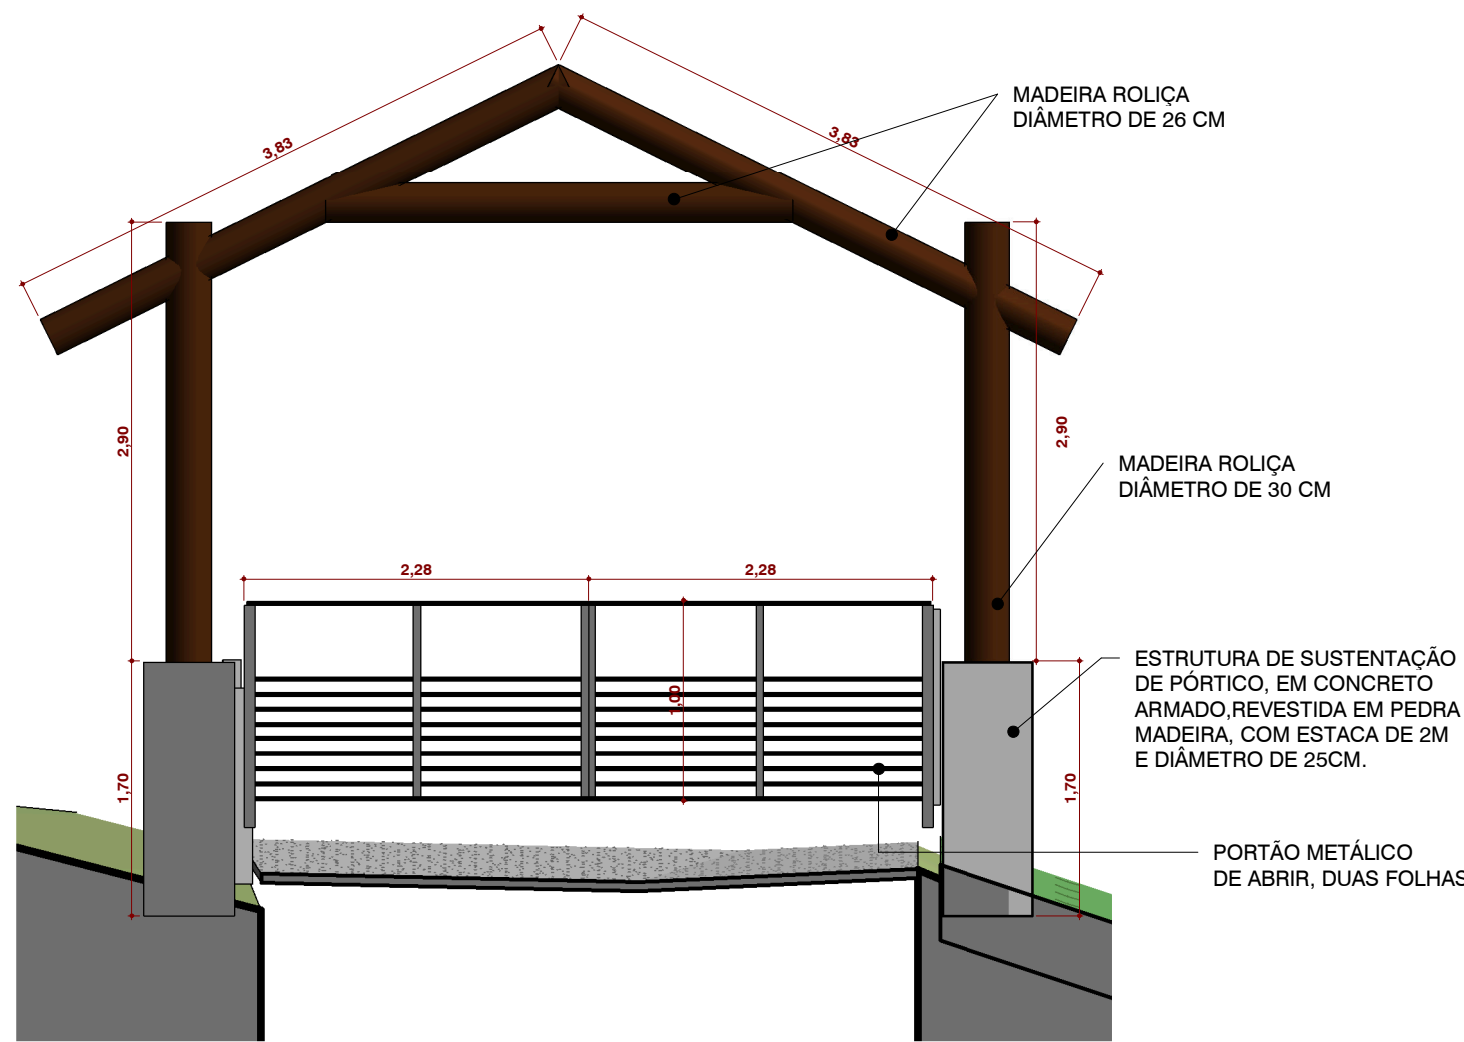 MADEIRA ROLIÇA
DIÂMETRO DE 26 CM
3,83
3,83
2,90
2,90
MADEIRA ROLIÇA
DIÂMETRO DE 30 CM
2,28
2,28
ESTRUTURA DE SUSTENTAÇÃO
DE PÓRTICO, EM CONCRETO
ARMADO,REVESTIDA EM PEDRA
MADEIRA, COM ESTACA DE 2M
E DIÂMETRO DE 25CM.
1,00
1,70
1,70
PORTÃO METÁLICO
DE ABRIR, DUAS FOLHAS